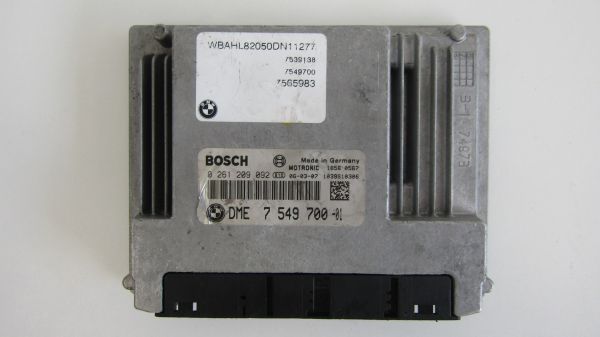 WBAHL82050DN11277
7539138
7549700
7565983
BOSCH
Made in Germany
MOTRONIC
0 261 209 092
06-03-07 1039S10306
DME 7 549 700 -01